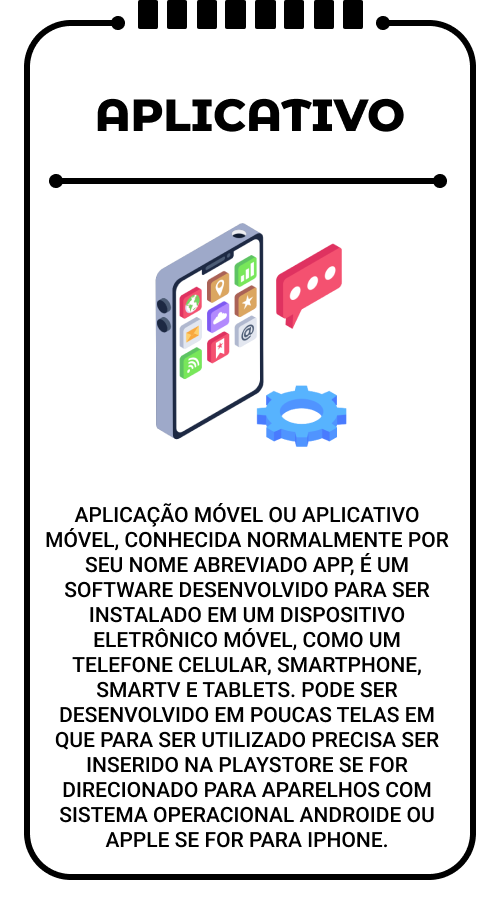 APLICATIVO
@
APLICAÇÃO MÓVEL OU APLICATIVO
MÓVEL, CONHECIDA NORMALMENTE POR
SEU NOME ABREVIADO APP, É UM
SOFTWARE DESENVOLVIDO PARA SER
INSTALADO EM UM DISPOSITIVO
ELETRÔNICO MÓVEL, COMO UM
TELEFONE CELULAR, SMARTPHONE,
SMARTV E TABLETS. PODE SER
DESENVOLVIDO EM POUCAS TELAS EM
QUE PARA SER UTILIZADO PRECISA SER
INSERIDO NA PLAYSTORE SE FOR
DIRECIONADO PARA APARELHOS COM
SISTEMA OPERACIONAL ANDROIDE OU
APPLE SE FOR PARA IPHONE.